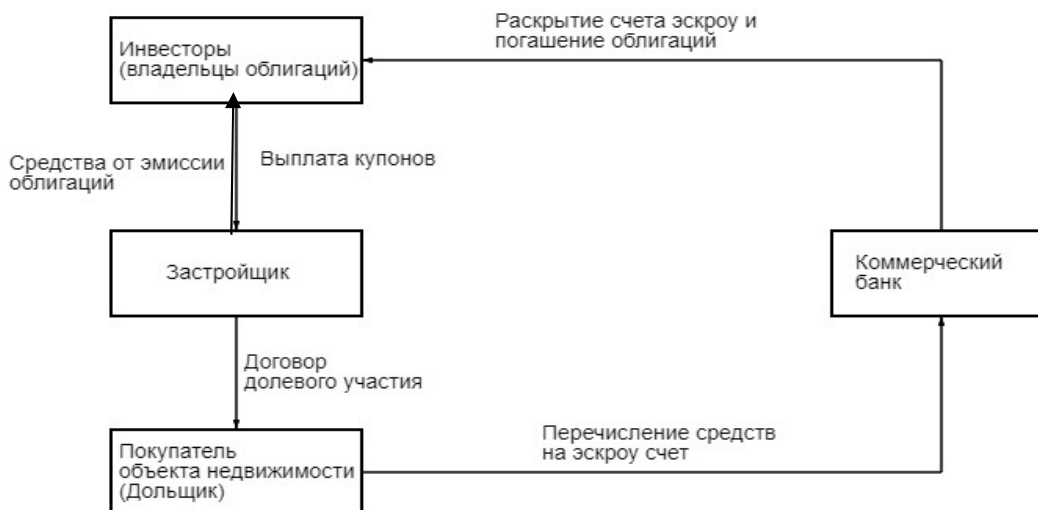 Раскрытие счета эскроу и
погашение облигаций
Инвесторы
(владельцы облигаций)
Средства от эмиссии
облигаций
Выплата купонов
Застройщик
Коммерческий
банк
Договор
долевого участия
Покупатель
объекта недвижимости
(Дольщик)
Перечисление средств
на эскроу счет